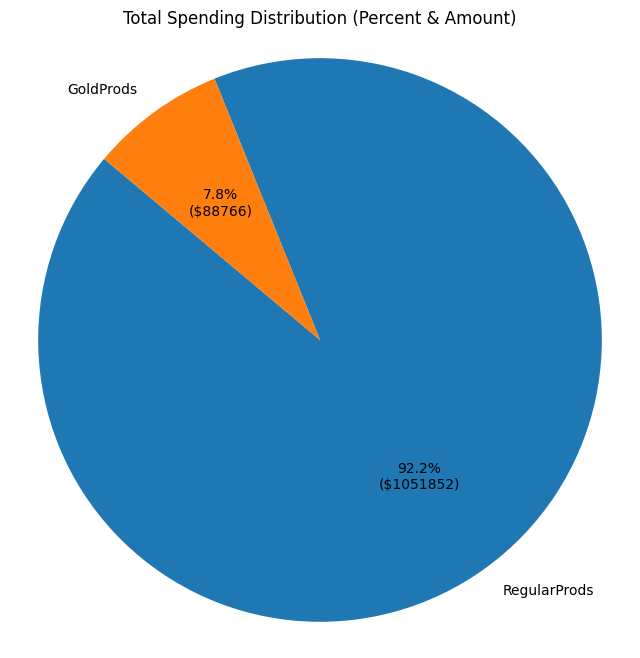 Total Spending Distribution (Percent & Amount)
GoldProds
7.8%
($88766)
92.2%
($1051852)
RegularProds